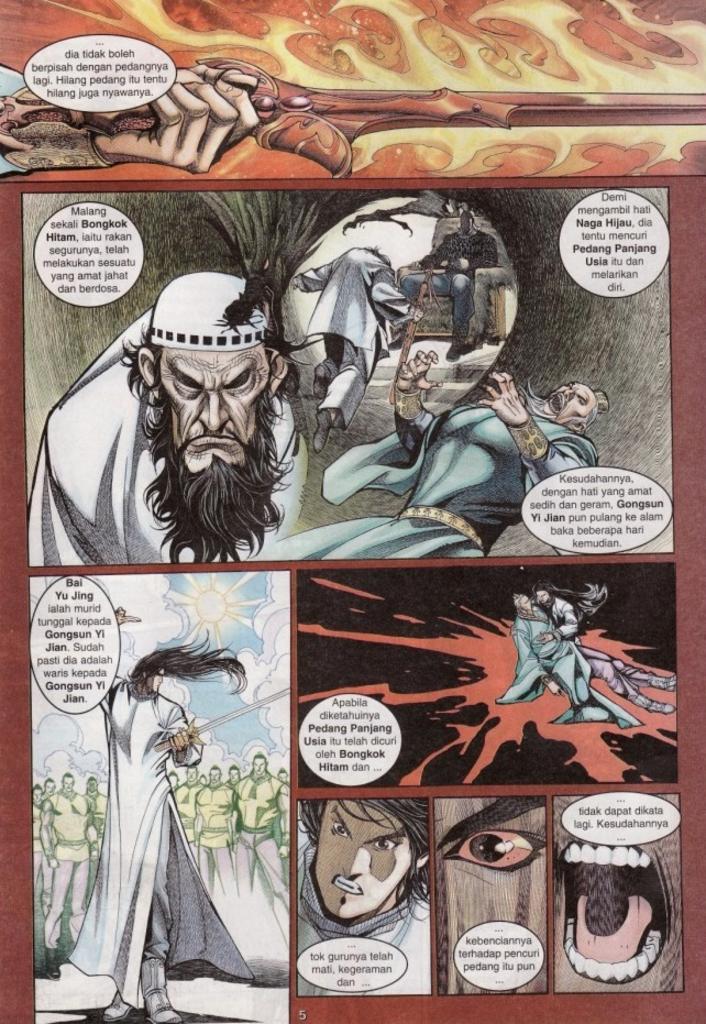 ...
dia tidak boleh
berpisah dengan pedangnya
lagi. Hilang pedang itu tentu
hilang juga nyawanya.
Malang
sekali Bongkok
Hitam, iaitu rakan
segurunya, telah
melakukan sesuatu
yang amat jahat
dan berdosa.
Demi
mengambil hati
Naga Hijau, dia
tentu mencuri
Pedang Panjang
Usia itu dan
melarikan
diri.
Kesudahannya,
dengan hati yang amat
sedih dan geram, Gongsun
Yi Jian pun pulang ke alam
baka beberapa hari
kemudian.
Bai
Yu Jing
ialah murid
tunggal kepada
Gongsun Yi
Jian. Sudah
pasti dia adalah
waris kepada
Gongsun Yi
Jian.
Apabila
diketahuinya
Pedang Panjang
Usia itu telah dicuri
oleh Bongkok
Hitam dan ...
...
tok gurunya telah
mati, kegeraman
dan ...
...
kebenciannya
terhadap pencuri
pedang itu pun
...
...
tidak dapat dikata
lagi. Kesudahannya
...
5